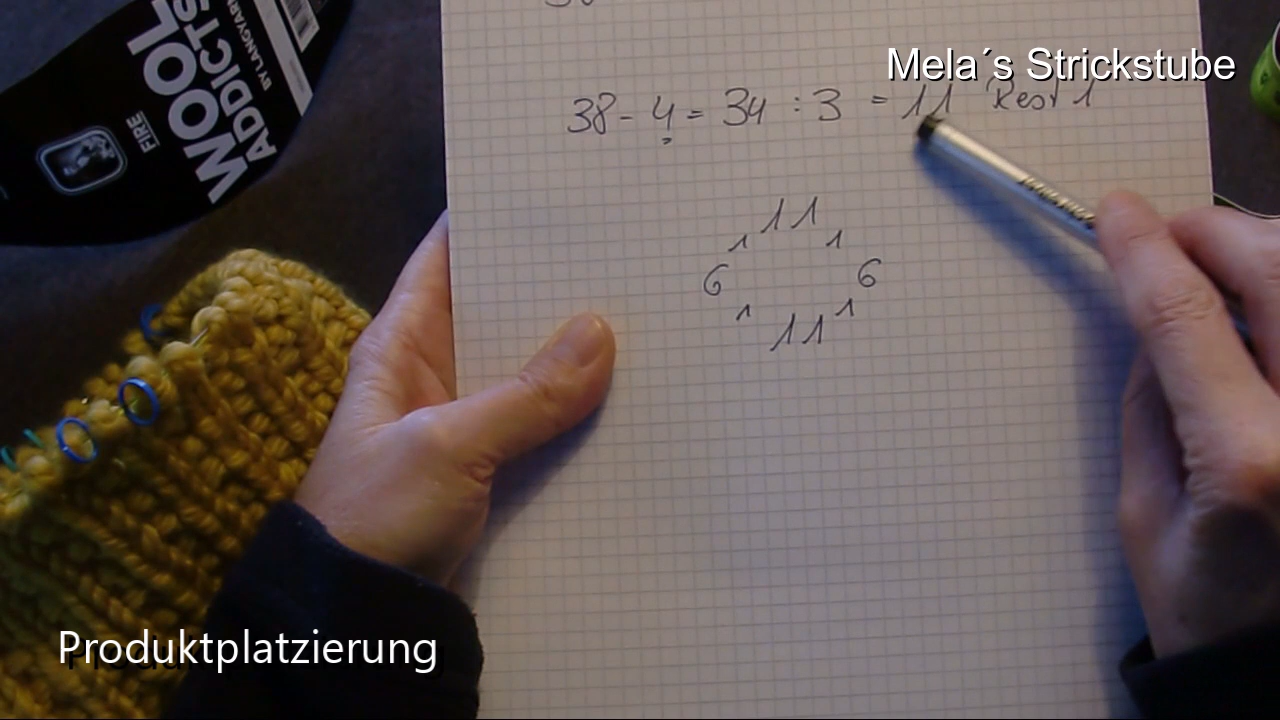 WOOL
ADDICTS
BY LANGYARNS
FIRE
Mela´s Strickstube
38 - 4 = 34 : 3 = 11 Rest 1
11
1 1
6 6
1 1
11
Produktplatzierung